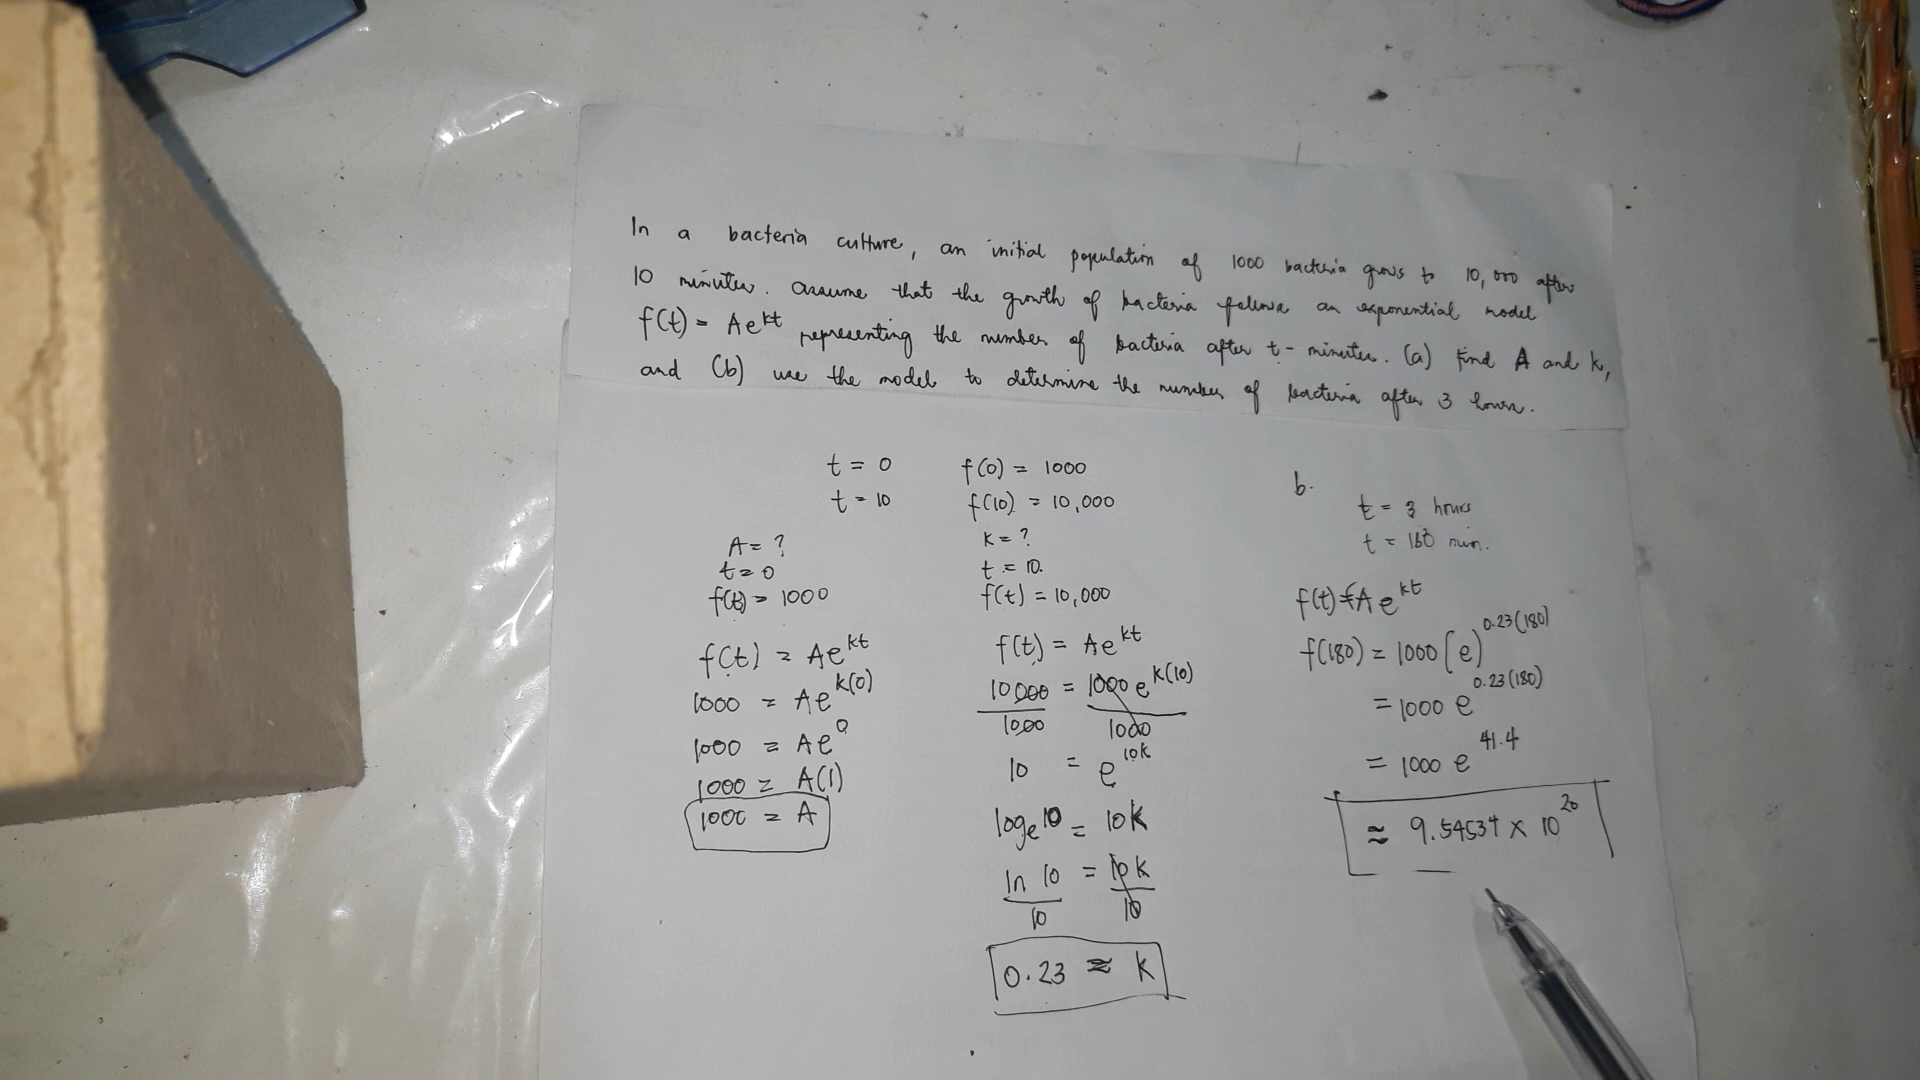 In a bacteria culture, an initial population of 1000 bacteria grows to 10,000 after
10 minutes. Assume that the growth of bacteria follows an exponential model
f(t) = Ae^kt representing the number of bacteria after t - minutes. (a) Find A and k,
and (b) use the model to determine the number of bacteria after 3 hours.
t = 0
t = 10
f(0) = 1000
f(10) = 10,000
A = ?
t = 0
f(t) = 1000
f(t) = Ae^kt
1000 = Ae^k(0)
1000 = Ae^0
1000 = A(1)
1000 = A
k = ?
t = 10.
f(t) = 10,000
f(t) = Ae^kt
10000 = 1000e^k(10)
1000 1000
10 = e^10k
log_e 10 = 10k
ln 10 = 10k
10 10
0.23 ≈ k
b.
t = 3 hours
t = 180 min.
f(t) = Ae^kt
f(180) = 1000(e)^0.23(180)
= 1000 e^0.23(180)
= 1000 e^41.4
≈ 9.54534 × 10^20